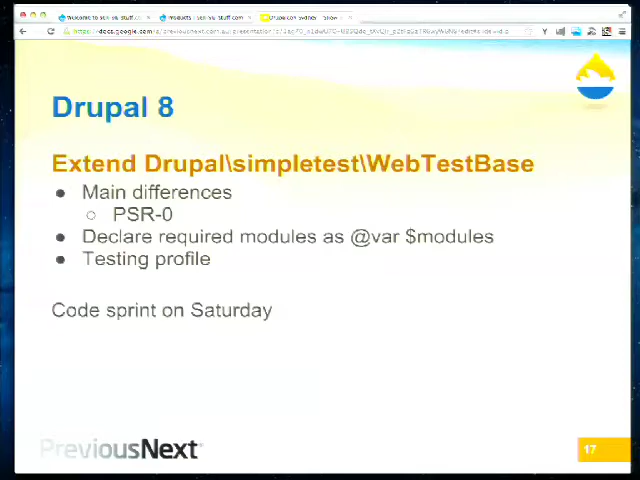 Drupal 8
Extend Drupal\simpletest\WebTestBase
Main differences
PSR-0
Declare required modules as @var $modules
Testing profile
Code sprint on Saturday
PreviousNext
17